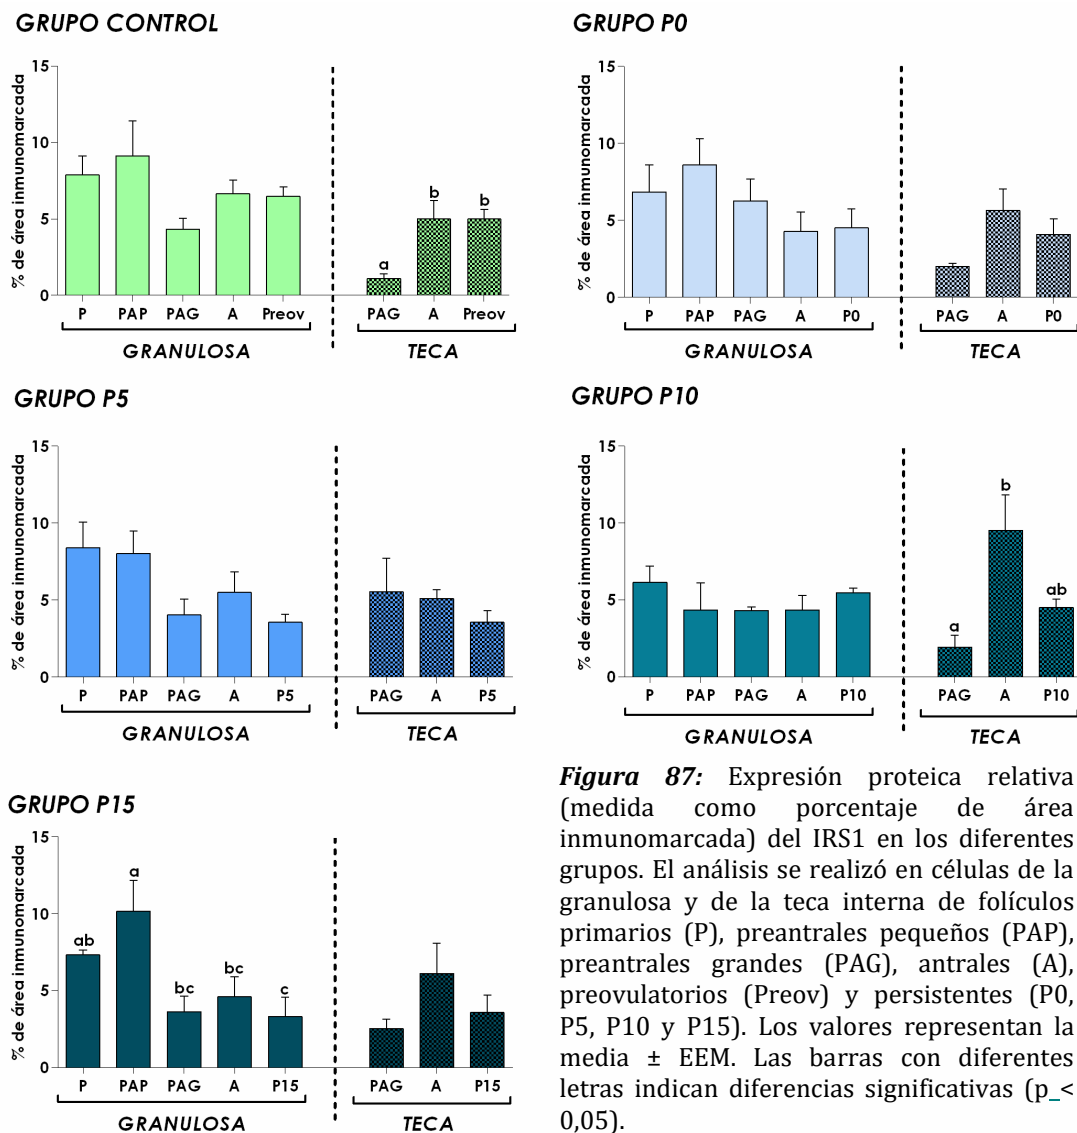 GRUPO CONTROL
% de área inmunomarcada
15
10
5
0
a
b
b
P PAP PAG A Preov PAG A Preov
GRANULOSA TECA
GRUPO P0
% de área inmunomarcada
15
10
5
0
P PAP PAG A P0 PAG A P0
GRANULOSA TECA
GRUPO P5
% de área inmunomarcada
15
10
5
0
P PAP PAG A P5 PAG A P5
GRANULOSA TECA
GRUPO P10
% de área inmunomarcada
15
10
5
0
a
b
ab
P PAP PAG A P10 PAG A P10
GRANULOSA TECA
GRUPO P15
% de área inmunomarcada
15
10
5
0
ab
a
bc
bc
c
P PAP PAG A P15 PAG A P15
GRANULOSA TECA
Figura 87: Expresión proteica relativa
(medida como porcentaje de área
inmunomarcada) del IRS1 en los diferentes
grupos. El análisis se realizó en células de la
granulosa y de la teca interna de folículos
primarios (P), preantrales pequeños (PAP),
preantrales grandes (PAG), antrales (A),
preovulatorios (Preov) y persistentes (P0,
P5, P10 y P15). Los valores representan la
media ± EEM. Las barras con diferentes
letras indican diferencias significativas (p_<
0,05).